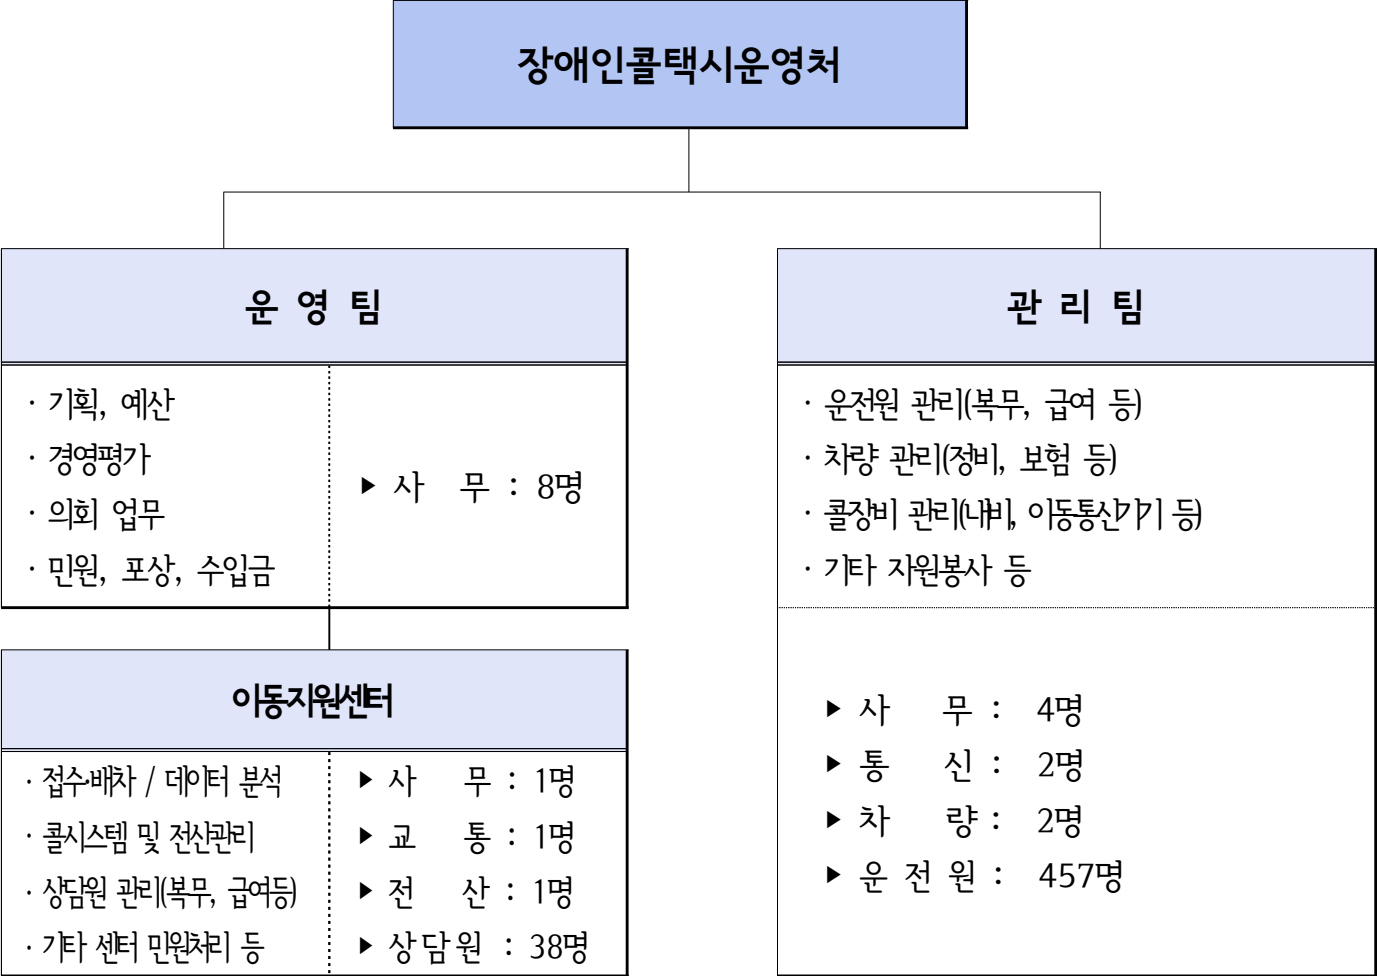 장애인콜택시운영처
운 영 팀
· 기획, 예산
· 경영평가
· 의회 업무
· 민원, 포상, 수입금
▶ 사 무 : 8명
이동지원센터
· 접수·배차 / 데이터 분석
· 콜시스템 및 전산관리
· 상담원 관리(복무, 급여등)
· 기타 센터 민원처리 등
▶ 사 무 : 1명
▶ 교 통 : 1명
▶ 전 산 : 1명
▶ 상담원 : 38명
관 리 팀
· 운전원 관리(복무, 급여 등)
· 차량 관리(정비, 보험 등)
· 콜장비 관리(내비, 이동통신기기 등)
· 기타 자원봉사 등
▶ 사 무 : 4명
▶ 통 신 : 2명
▶ 차 량 : 2명
▶ 운 전 원 : 457명